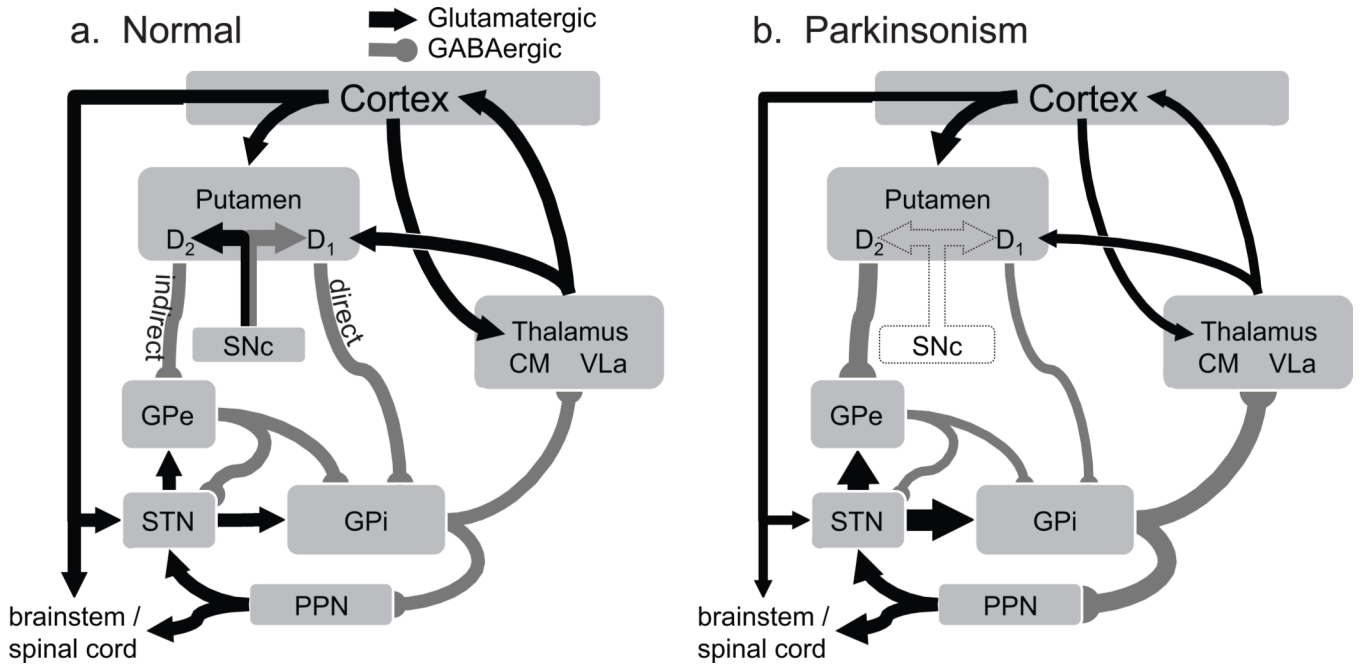 a. Normal
Glutamatergic
GABAergic
Cortex
Putamen
D2
D1
indirect
direct
SNc
Thalamus
CM VLa
GPe
STN
GPi
PPN
brainstem /
spinal cord
b. Parkinsonism
Cortex
Putamen
D2
D1
SNc
Thalamus
CM VLa
GPe
STN
GPi
PPN
brainstem /
spinal cord